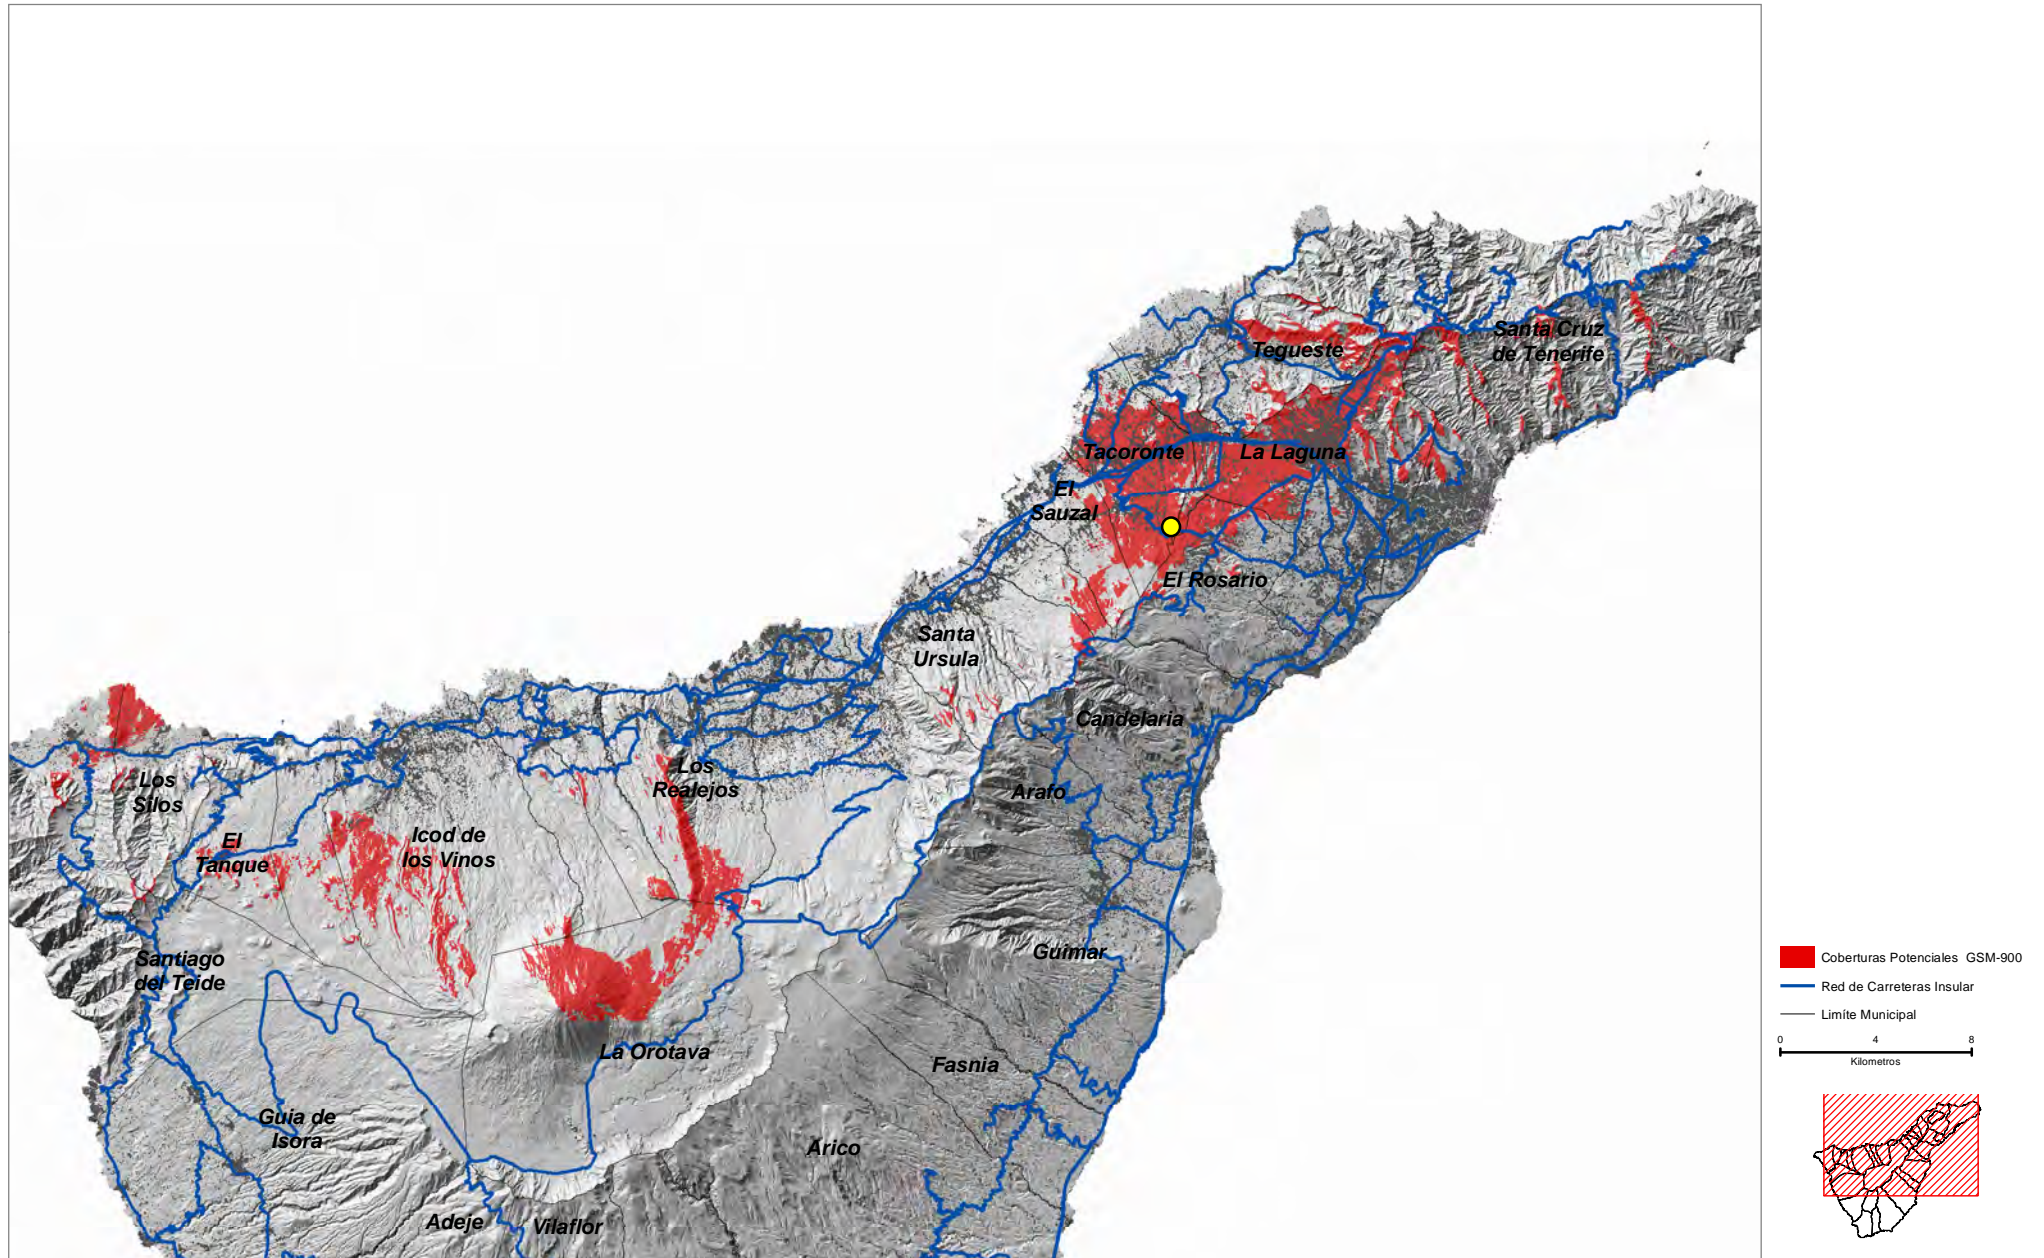 Santa Cruz
de Tenerife
Tegueste
Tacoronte
La Laguna
El
Sauzal
El Rosario
Santa
Ursula
Candelaria
Los
Silos
Los
Realejos
Arafo
El
Tanque
Icod de
los Vinos
Santiago
del Teide
Guimar
La Orotava
Fasnia
Guia de
Isora
Arico
Adeje
Vilaflor
Coberturas Potenciales GSM-900
Red de Carreteras Insular
Limíte Municipal
0 4 8
Kilometros